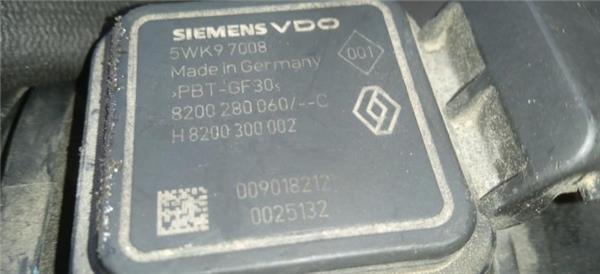 SIEMENS VDO
5WK9 7008
001
Made in Germany
>PBT-GF30<
8200 280 060/--C
H 8200 300 002
009018212
0025132